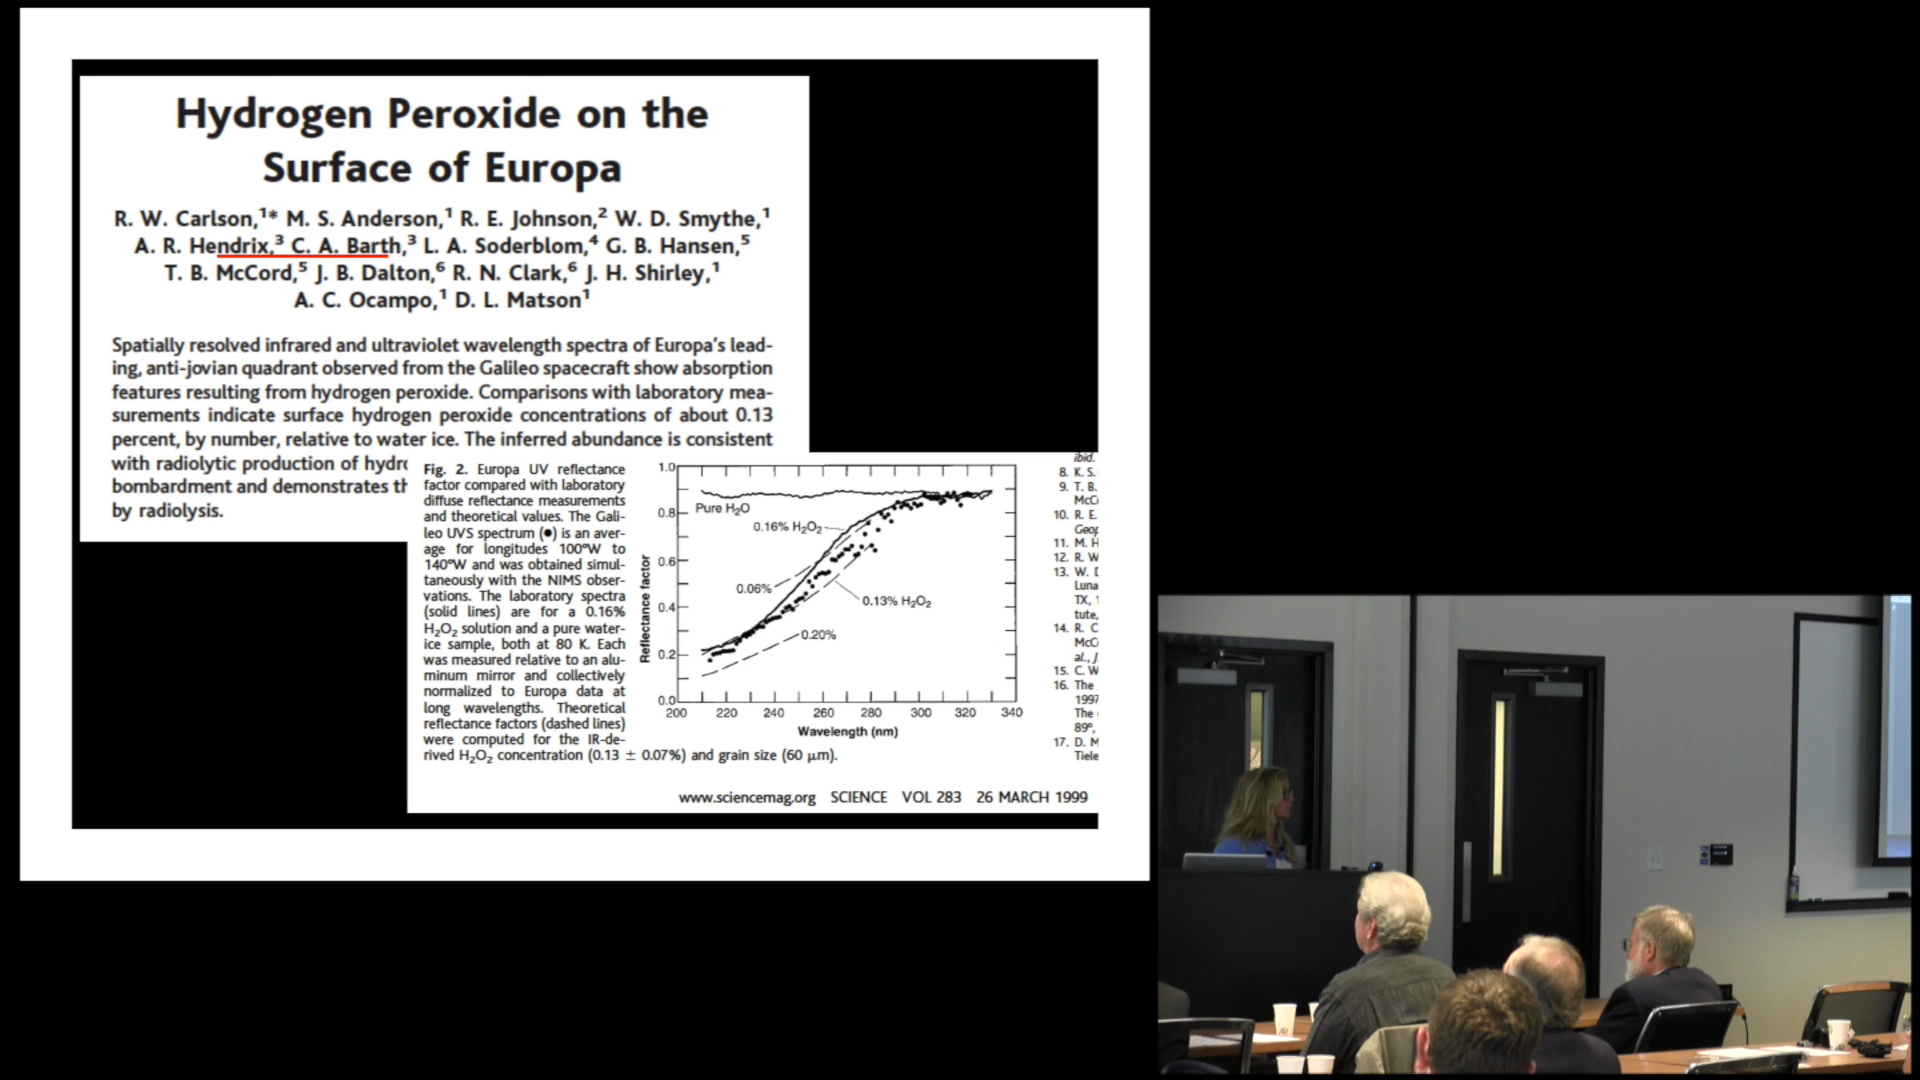 Hydrogen Peroxide on the
Surface of Europa
R. W. Carlson,¹* M. S. Anderson,¹ R. E. Johnson,² W. D. Smythe,¹
A. R. Hendrix,³ C. A. Barth,³ L. A. Soderblom,⁴ G. B. Hansen,⁵
T. B. McCord,⁵ J. B. Dalton,⁶ R. N. Clark,⁶ J. H. Shirley,¹
A. C. Ocampo,¹ D. L. Matson¹
Spatially resolved infrared and ultraviolet wavelength spectra of Europa's lead-
ing, anti-jovian quadrant observed from the Galileo spacecraft show absorption
features resulting from hydrogen peroxide. Comparisons with laboratory mea-
surements indicate surface hydrogen peroxide concentrations of about 0.13
percent, by number, relative to water ice. The inferred abundance is consistent
with radiolytic production of hydr
bombardment and demonstrates th
by radiolysis.
Fig. 2. Europa UV reflectance
factor compared with laboratory
diffuse reflectance measurements
and theoretical values. The Gali-
leo UVS spectrum (●) is an aver-
age for longitudes 100°W to
140°W and was obtained simul-
taneously with the NIMS obser-
vations. The laboratory spectra
(solid lines) are for a 0.16%
H₂O₂ solution and a pure water-
ice sample, both at 80 K. Each
was measured relative to an alu-
minum mirror and collectively
normalized to Europa data at
long wavelengths. Theoretical
reflectance factors (dashed lines)
were computed for the IR-de-
rived H₂O₂ concentration (0.13 ± 0.07%) and grain size (60 μm).
Reflectance factor
1.0
0.8
0.6
0.4
0.2
0.0
Pure H₂O
0.16% H₂O₂
0.06%
0.13% H₂O₂
0.20%
200 220 240 260 280 300 320 340
Wavelength (nm)
ibid.
8. K. S.
9. T. B.
McC
10. R. E.
Geop
11. M. H
12. R. W
13. W. D
Luna
TX, 1
tute,
14. R. C
McC
al., J.
15. C. W
16. The
1997
The
89°,
17. D. M
Tiele
www.sciencemag.org SCIENCE VOL 283 26 MARCH 1999